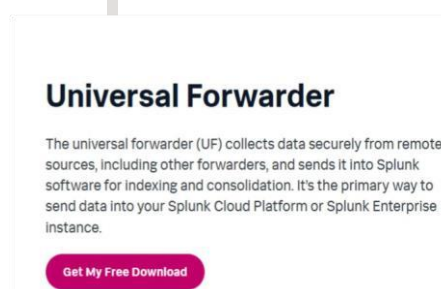 Universal Forwarder
The universal forwarder (UF) collects data securely from remote
sources, including other forwarders, and sends it into Splunk
software for indexing and consolidation. It's the primary way to
send data into your Splunk Cloud Platform or Splunk Enterprise
instance.
Get My Free Download